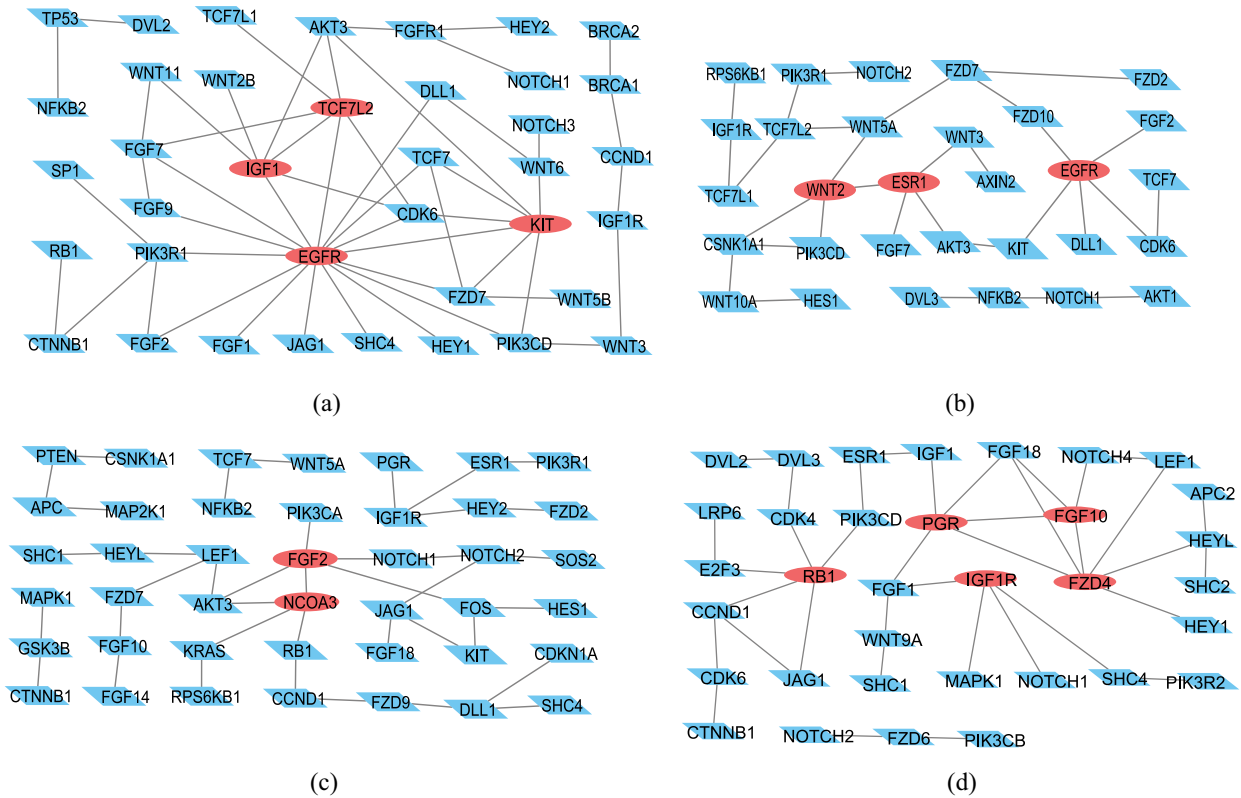 TP53
DVL2
TCF7L1
AKT3
FGFR1
HEY2
BRCA2
WNT11
WNT2B
NFKB2
TCF7L2
DLL1
NOTCH1
BRCA1
NOTCH3
FGF7
IGF1
TCF7
WNT6
CCND1
SP1
FGF9
CDK6
KIT
IGF1R
RB1
PIK3R1
EGFR
FZD7
WNT5B
CTNNB1
FGF2
FGF1
JAG1
SHC4
HEY1
PIK3CD
WNT3
(a)
RPS6KB1
PIK3R1
NOTCH2
FZD7
FZD2
IGF1R
TCF7L2
WNT5A
FZD10
FGF2
WNT3
TCF7L1
WNT2
ESR1
AXIN2
EGFR
TCF7
CSNK1A1
PIK3CD
FGF7
AKT3
KIT
DLL1
CDK6
WNT10A
HES1
DVL3
NFKB2
NOTCH1
AKT1
(b)
PTEN
CSNK1A1
TCF7
WNT5A
PGR
ESR1
PIK3R1
APC
MAP2K1
NFKB2
PIK3CA
IGF1R
HEY2
FZD2
SHC1
HEYL
LEF1
FGF2
NOTCH1
NOTCH2
SOS2
MAPK1
FZD7
AKT3
NCOA3
JAG1
FOS
HES1
GSK3B
FGF10
KRAS
RB1
FGF18
KIT
CDKN1A
CTNNB1
FGF14
RPS6KB1
CCND1
FZD9
DLL1
SHC4
(c)
DVL2
DVL3
ESR1
IGF1
FGF18
NOTCH4
LEF1
LRP6
CDK4
PIK3CD
PGR
FGF10
APC2
E2F3
RB1
FGF1
IGF1R
FZD4
HEYL
SHC2
CCND1
WNT9A
HEY1
CDK6
JAG1
SHC1
MAPK1
NOTCH1
SHC4
PIK3R2
CTNNB1
NOTCH2
FZD6
PIK3CB
(d)